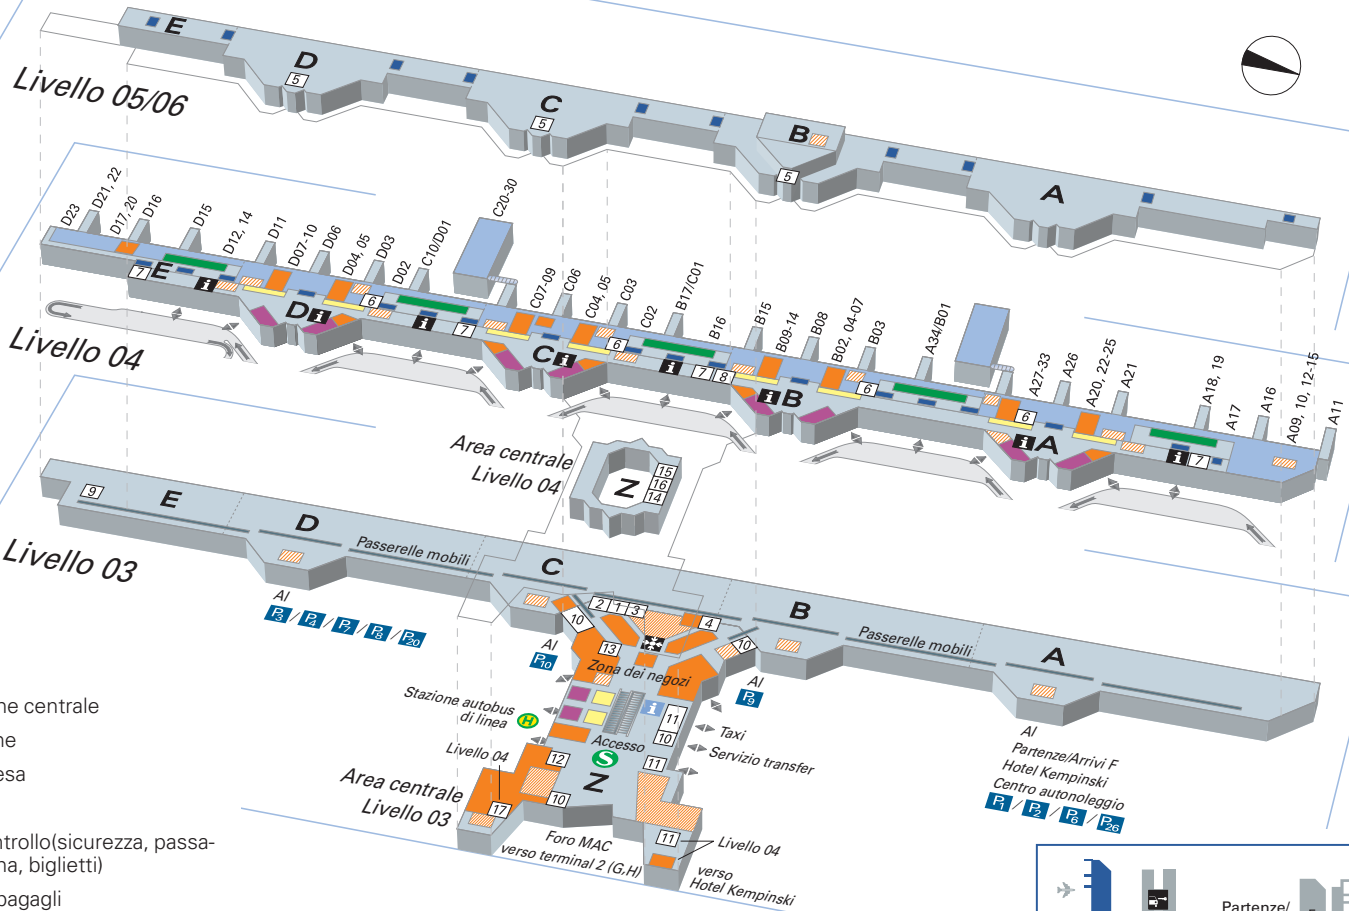 E
D
5
C
5
B
5
A
Livello 05/06
D23
D21, 22
D17, 20
D16
D15
D12, 14
D11
D07-10
D06
D04, 05
D03
D02
C10/D01
C20-30
C07-09
C06
C04, 05
C03
C02
B17/C01
B16
B15
B09-14
B08
B02, 04-07
B03
A34/B01
A27-33
A26
A20, 22-25
A21
A18, 19
A17
A16
A09, 10, 12-15
A11
7
E
i
D
i
6
i
7
C
i
6
i
7
8
i
B
6
6
i
A
i
7
Livello 04
Area centrale
Livello 04
Z
15
16
14
9
E
D
Passerelle mobili
C
B
Passerelle mobili
A
Livello 03
Al
P3 / P4 / P7 / P8 / P20
10
2
1
3
4
10
13
Zona dei negozi
Al
P10
Al
P9
Stazione autobus
di linea
H
i
11
10
Taxi
Servizio transfer
Accesso
S
Livello 04
12
11
Z
10
17
11
Area centrale
Livello 03
Foro MAC
verso terminal 2 (G,H)
Livello 04
verso
Hotel Kempinski
Al
Partenze/Arrivi F
Hotel Kempinski
Centro autonoleggio
P1 / P2 / P6 / P26
ne centrale
ne
esa
ntrollo(sicurezza, passa-
na, biglietti)
bagagli
Partenze/